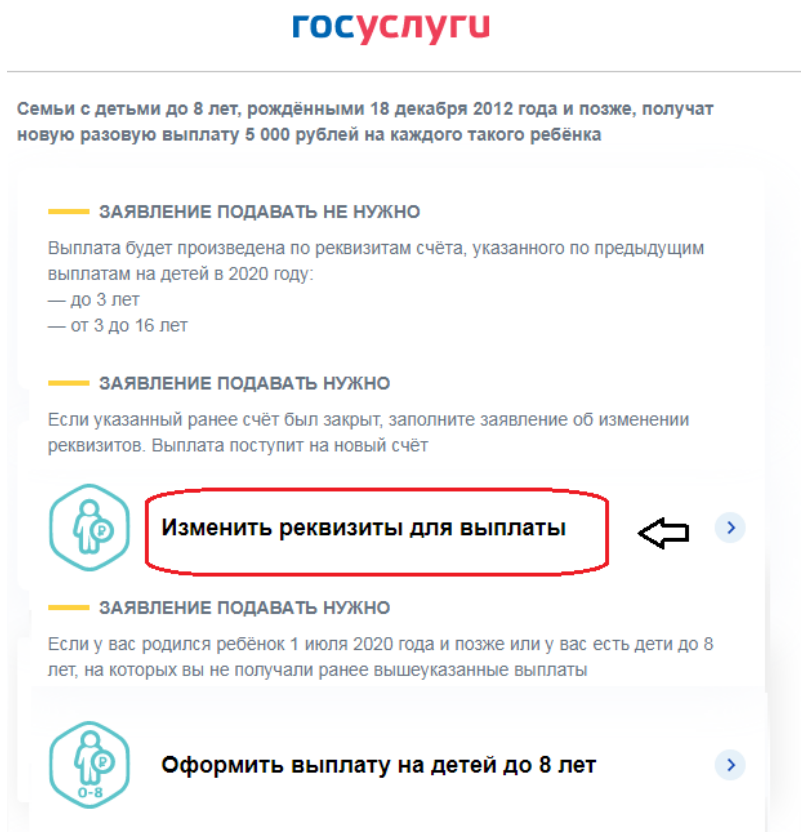 госуслуги
Семьи с детьми до 8 лет, рождёнными 18 декабря 2012 года и позже, получат
новую разовую выплату 5 000 рублей на каждого такого ребёнка
ЗАЯВЛЕНИЕ ПОДАВАТЬ НЕ НУЖНО
Выплата будет произведена по реквизитам счёта, указанного по предыдущим
выплатам на детей в 2020 году:
— до 3 лет
— от 3 до 16 лет
ЗАЯВЛЕНИЕ ПОДАВАТЬ НУЖНО
Если указанный ранее счёт был закрыт, заполните заявление об изменении
реквизитов. Выплата поступит на новый счёт
Изменить реквизиты для выплаты
ЗАЯВЛЕНИЕ ПОДАВАТЬ НУЖНО
Если у вас родился ребёнок 1 июля 2020 года и позже или у вас есть дети до 8
лет, на которых вы не получали ранее вышеуказанные выплаты
0-8
Оформить выплату на детей до 8 лет